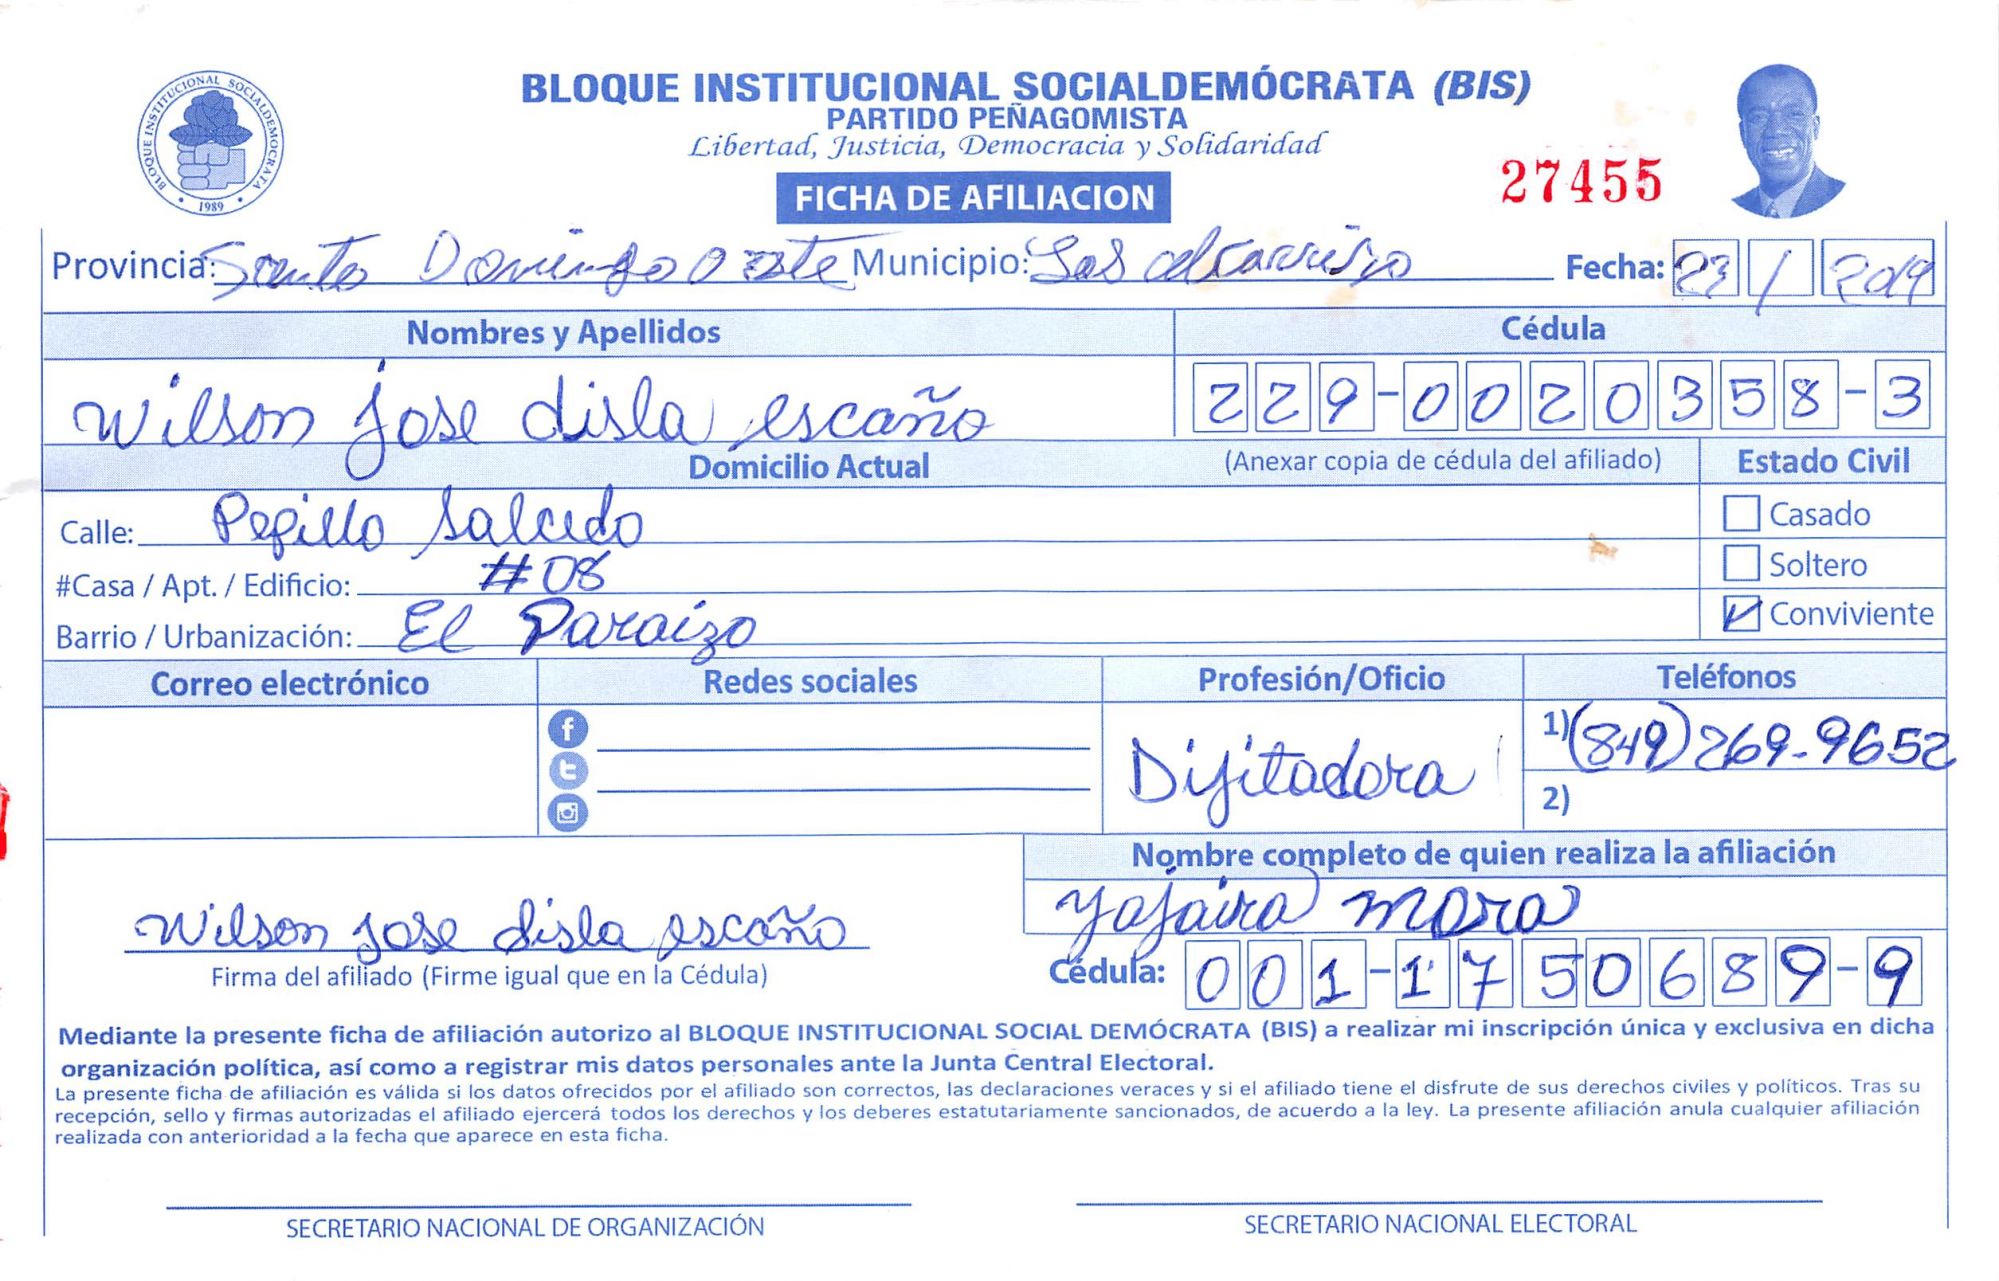 BLOQUE INSTITUCIONAL SOCIALDEMOCRATA
1989
BLOQUE INSTITUCIONAL SOCIALDEMÓCRATA (BIS)
PARTIDO PEÑAGOMISTA
Libertad, Justicia, Democracia y Solidaridad
27455
FICHA DE AFILIACION
Provincia: Santo Domingo Oeste Municipio: Los Fecha: 23 / 2019
Nombres y Apellidos Cédula
Wilson jose disla escaño 229-0020358-3
Domicilio Actual (Anexar copia de cédula del afiliado) Estado Civil
Calle: Pepillo Salcedo Casado
#Casa / Apt. / Edificio: #08 Soltero
Barrio / Urbanización: El Paraizo Conviviente
Correo electrónico Redes sociales Profesión/Oficio Teléfonos
Dijitadora 1) (849) 269-9652
2)
Nombre completo de quien realiza la afiliación
Yajaira mora
Wilson jose disla escaño
Firma del afiliado (Firme igual que en la Cédula) Cédula: 001-1750689-9
Mediante la presente ficha de afiliación autorizo al BLOQUE INSTITUCIONAL SOCIAL DEMÓCRATA (BIS) a realizar mi inscripción única y exclusiva en dicha
organización política, así como a registrar mis datos personales ante la Junta Central Electoral.
La presente ficha de afiliación es válida si los datos ofrecidos por el afiliado son correctos, las declaraciones veraces y si el afiliado tiene el disfrute de sus derechos civiles y políticos. Tras su
recepción, sello y firmas autorizadas el afiliado ejercerá todos los derechos y los deberes estatutariamente sancionados, de acuerdo a la ley. La presente afiliación anula cualquier afiliación
realizada con anterioridad a la fecha que aparece en esta ficha.
SECRETARIO NACIONAL DE ORGANIZACIÓN SECRETARIO NACIONAL ELECTORAL